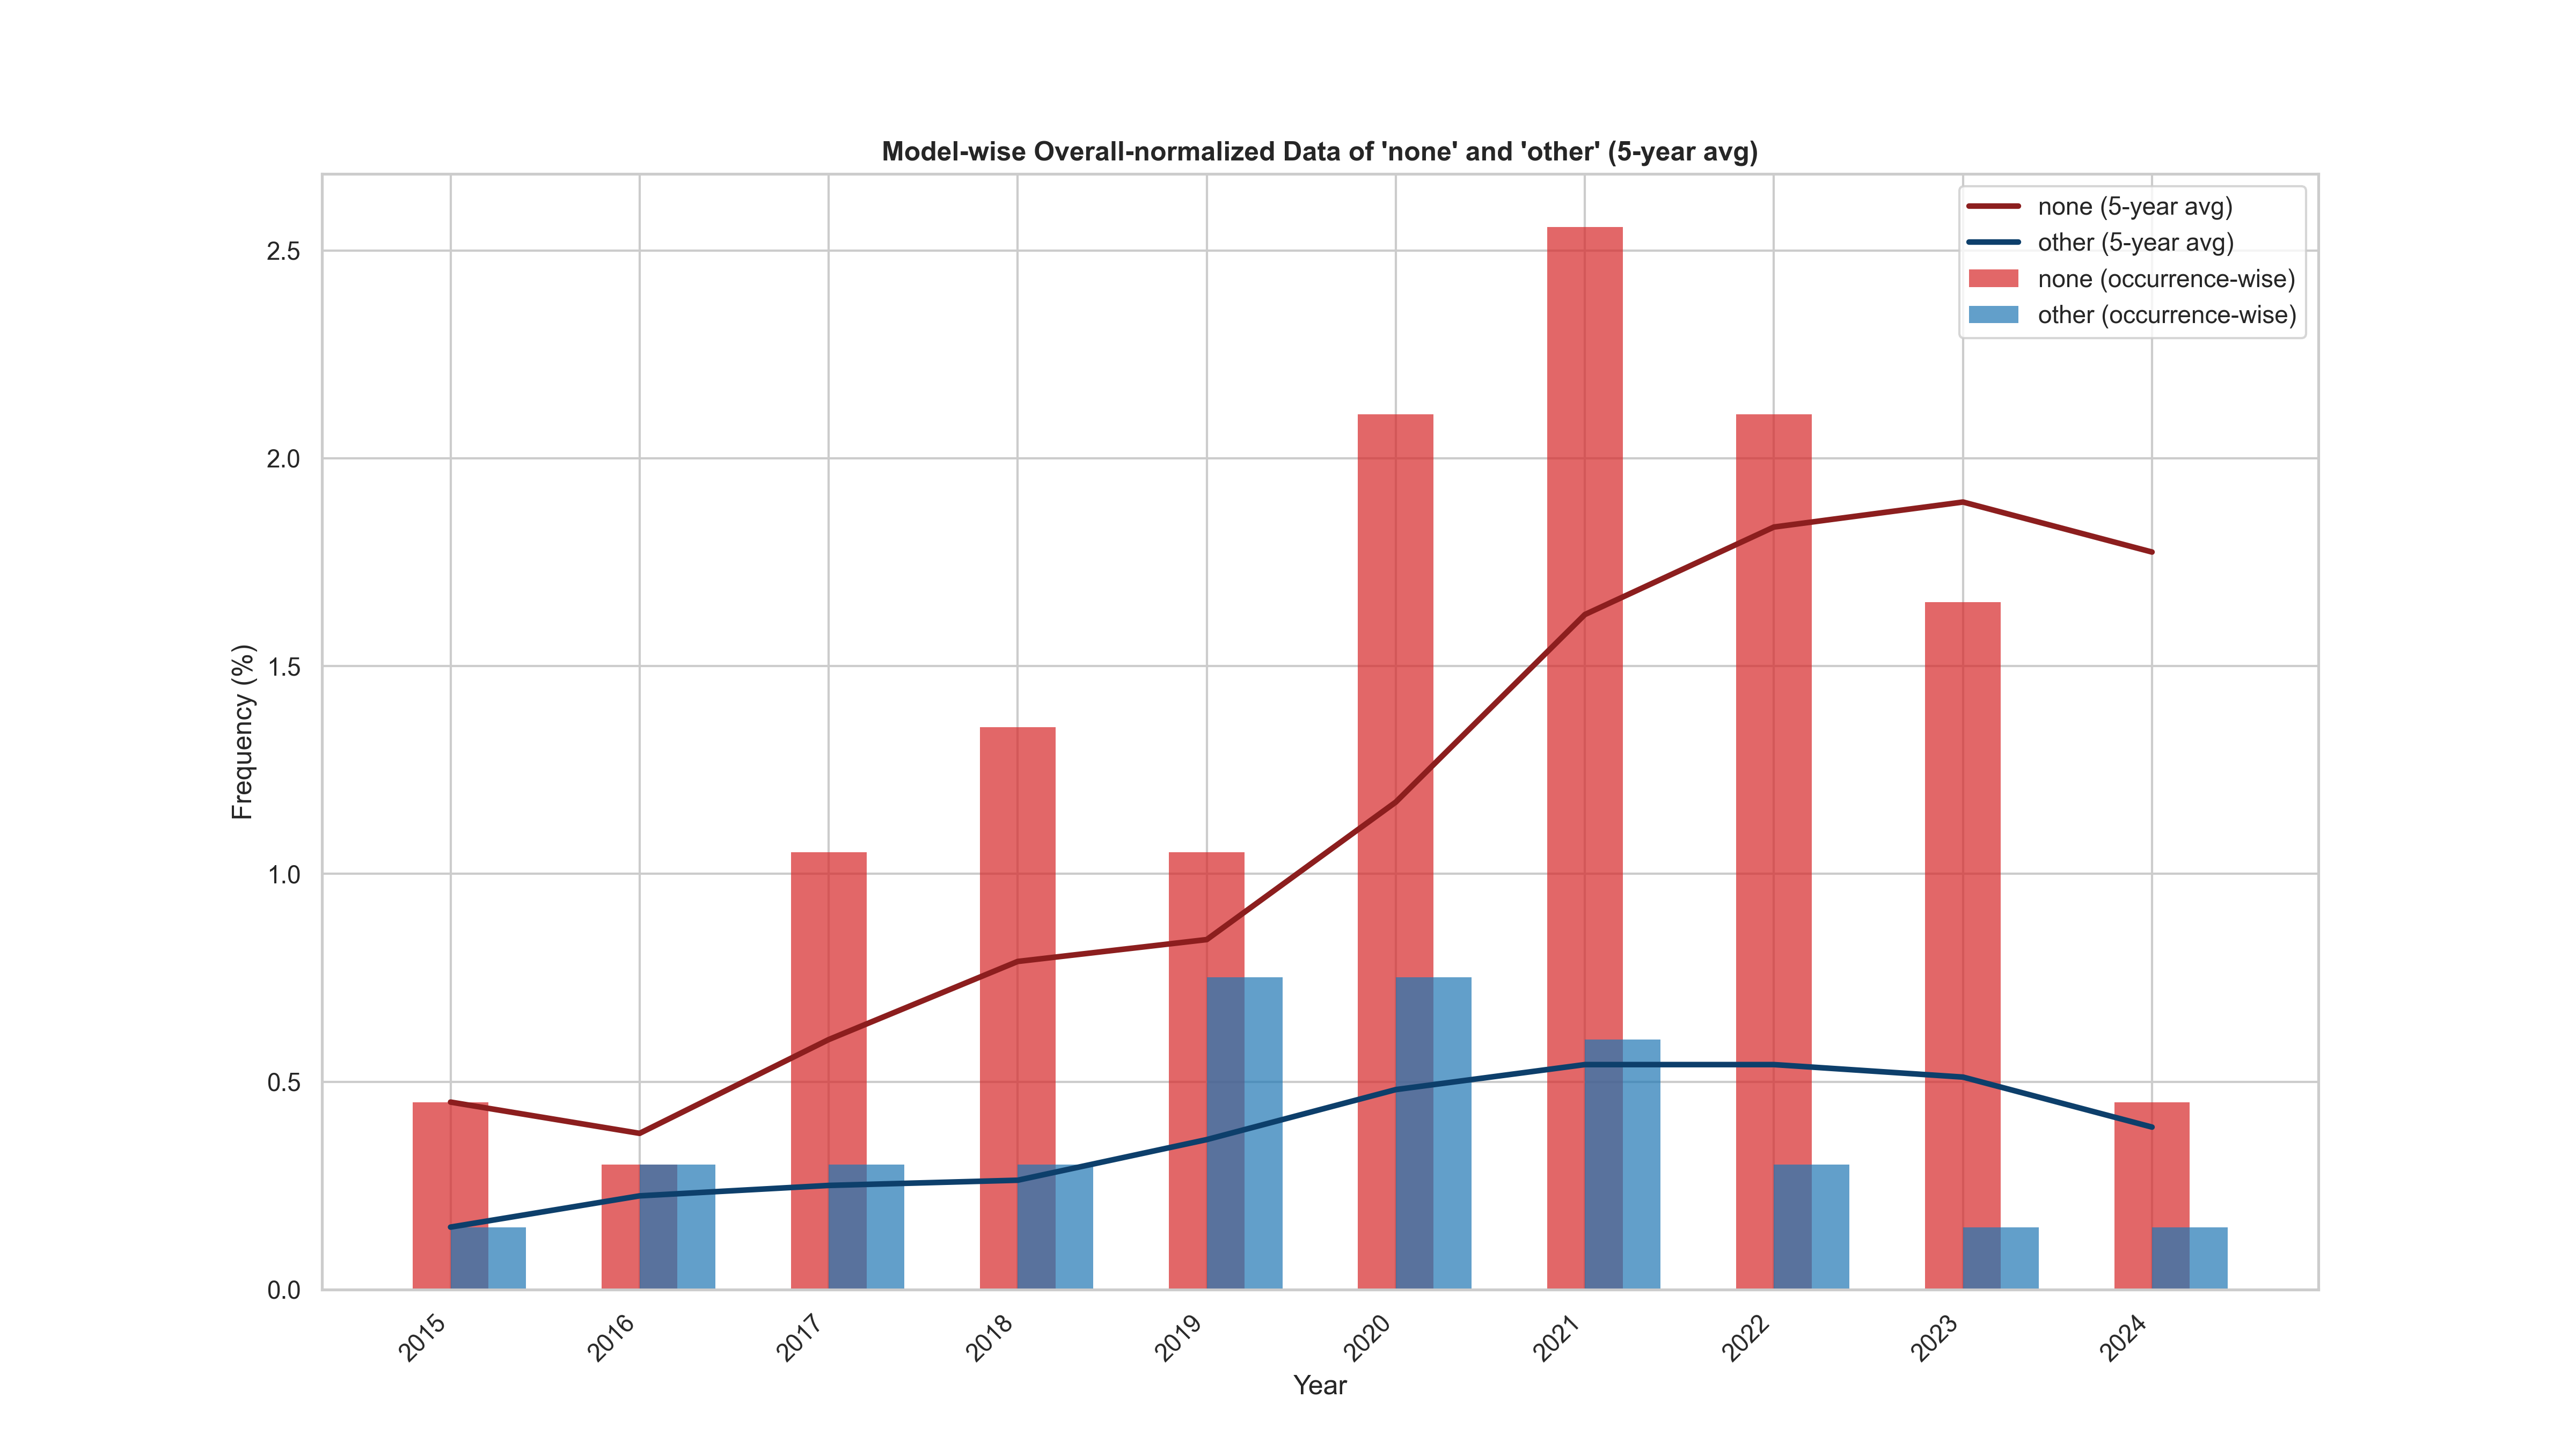 Model-wise Overall-normalized Data of 'none' and 'other' (5-year avg)
none (5-year avg)
other (5-year avg)
none (occurrence-wise)
other (occurrence-wise)
Frequency (%)
2.5
2.0
1.5
1.0
0.5
0.0
2015 2016 2017 2018 2019 2020 2021 2022 2023 2024
Year